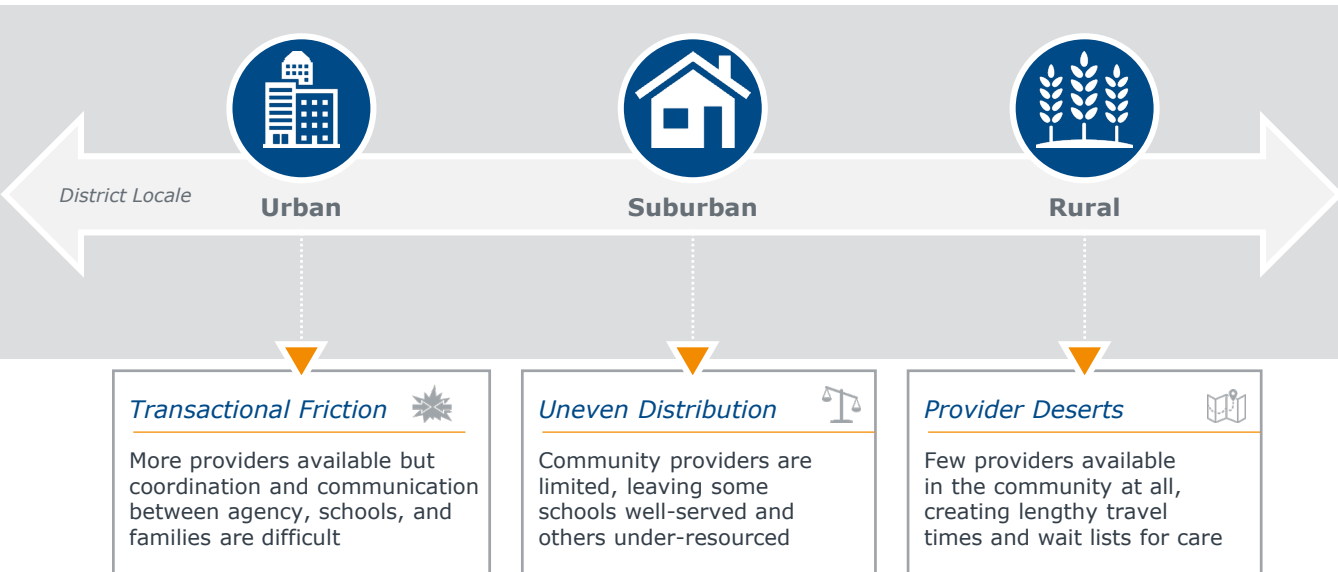 District Locale
Urban
Suburban
Rural
Transactional Friction
More providers available but
coordination and communication
between agency, schools, and
families are difficult
Uneven Distribution
Community providers are
limited, leaving some
schools well-served and
others under-resourced
Provider Deserts
Few providers available
in the community at all,
creating lengthy travel
times and wait lists for care